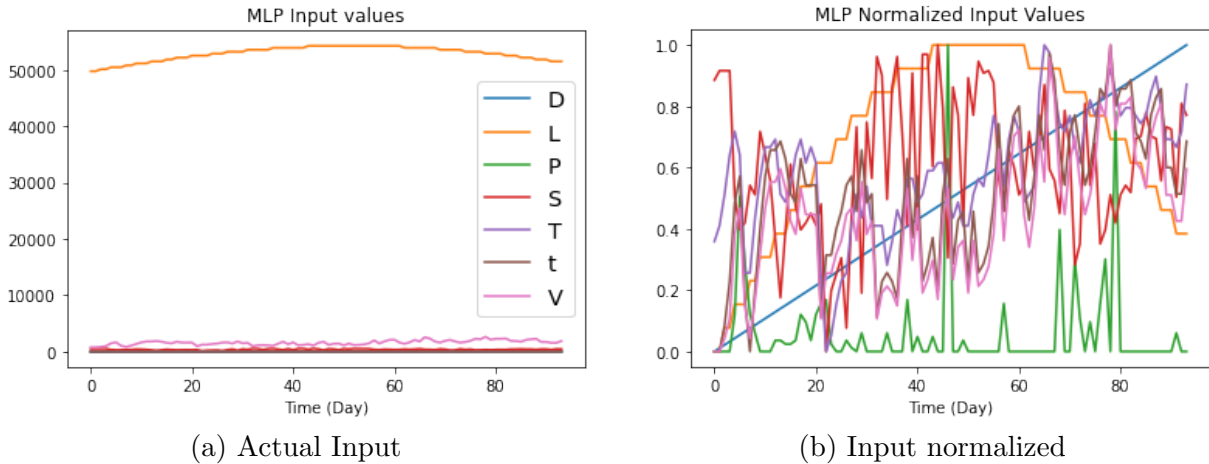 MLP Input values
50000
40000
30000
20000
10000
0
D
L
P
S
T
t
V
0 20 40 60 80
Time (Day)
(a) Actual Input
MLP Normalized Input Values
1.0
0.8
0.6
0.4
0.2
0.0
0 20 40 60 80
Time (Day)
(b) Input normalized